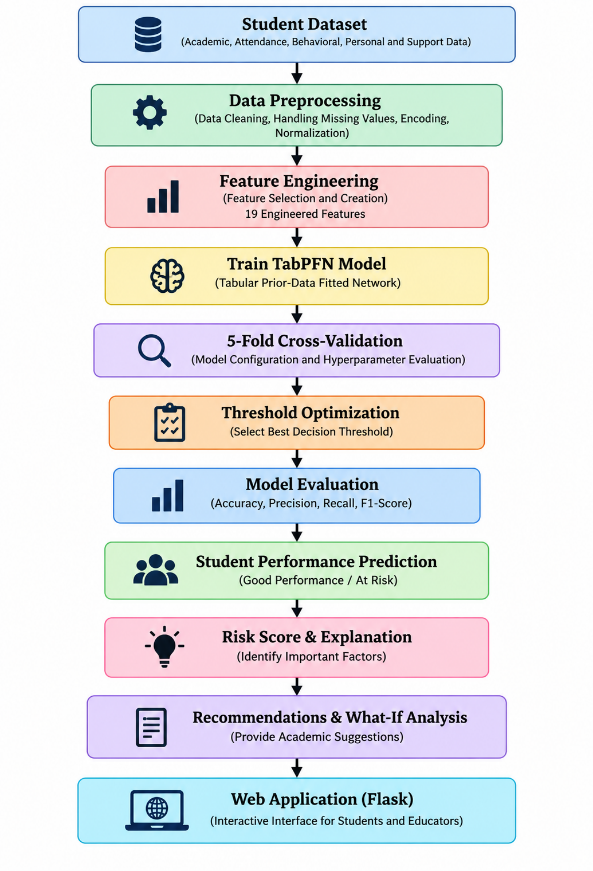 Student Dataset
(Academic, Attendance, Behavioral, Personal and Support Data)
Data Preprocessing
(Data Cleaning, Handling Missing Values, Encoding,
Normalization)
Feature Engineering
(Feature Selection and Creation)
19 Engineered Features
Train TabPFN Model
(Tabular Prior-Data Fitted Network)
5-Fold Cross-Validation
(Model Configuration and Hyperparameter Evaluation)
Threshold Optimization
(Select Best Decision Threshold)
Model Evaluation
(Accuracy, Precision, Recall, F1-Score)
Student Performance Prediction
(Good Performance / At Risk)
Risk Score & Explanation
(Identify Important Factors)
Recommendations & What-If Analysis
(Provide Academic Suggestions)
Web Application (Flask)
(Interactive Interface for Students and Educators)